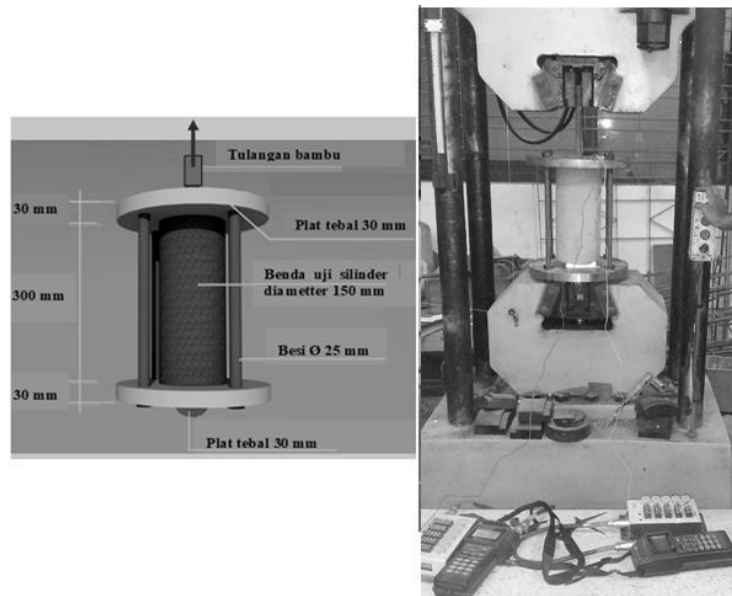 Tulangan bambu
30 mm
Plat tebal 30 mm
300 mm
Benda uji silinder
diametter 150 mm
Besi Ø 25 mm
30 mm
Plat tebal 30 mm